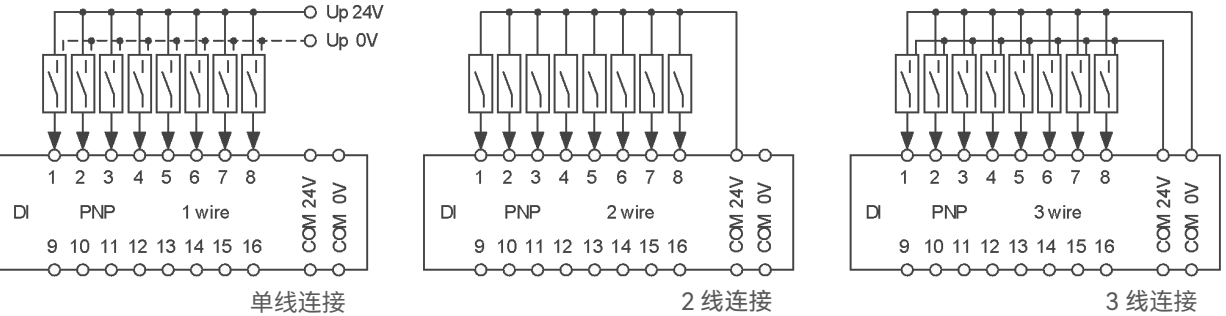 Up 24V
Up 0V
1 2 3 4 5 6 7 8
COM 24V
COM 0V
DI PNP 1 wire
9 10 11 12 13 14 15 16
单线连接
1 2 3 4 5 6 7 8
COM 24V
COM 0V
DI PNP 2 wire
9 10 11 12 13 14 15 16
2 线连接
1 2 3 4 5 6 7 8
COM 24V
COM 0V
DI PNP 3 wire
9 10 11 12 13 14 15 16
3 线连接